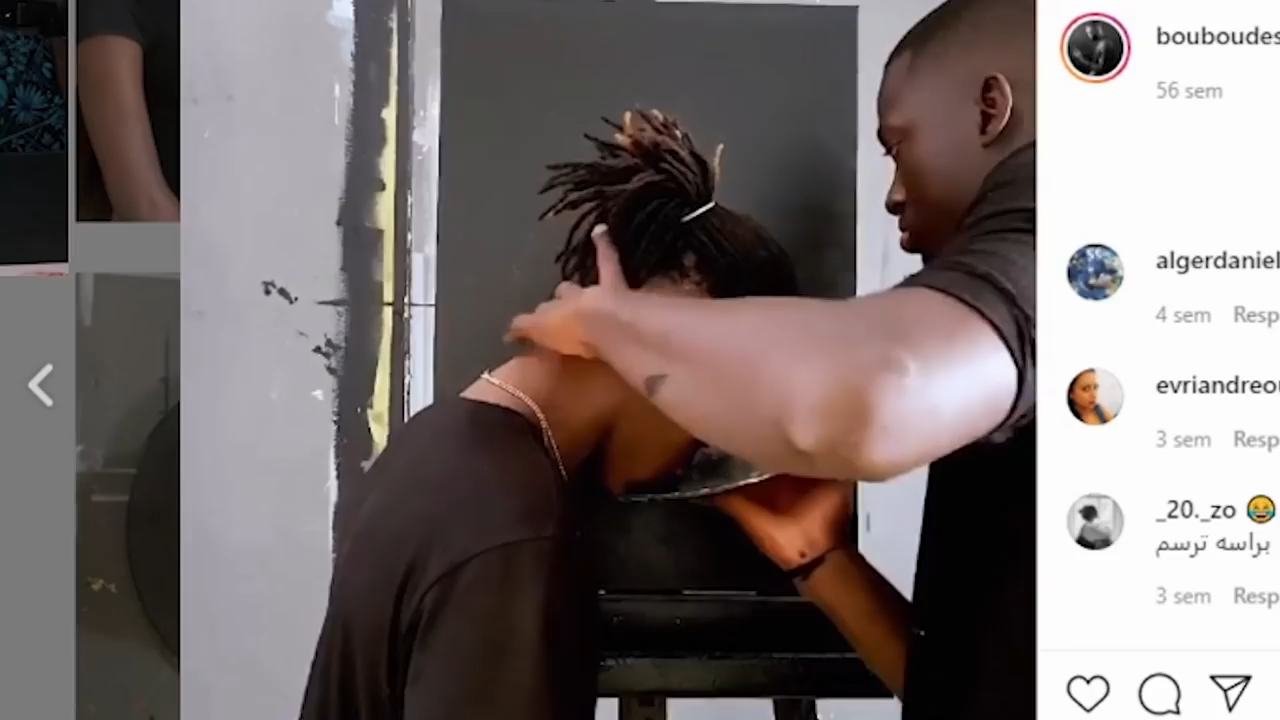 bouboudes
56 sem
algerdaniel
4 sem Resp
evriandreou
3 sem Resp
_20._zo 😂
براسه ترسم
3 sem Resp